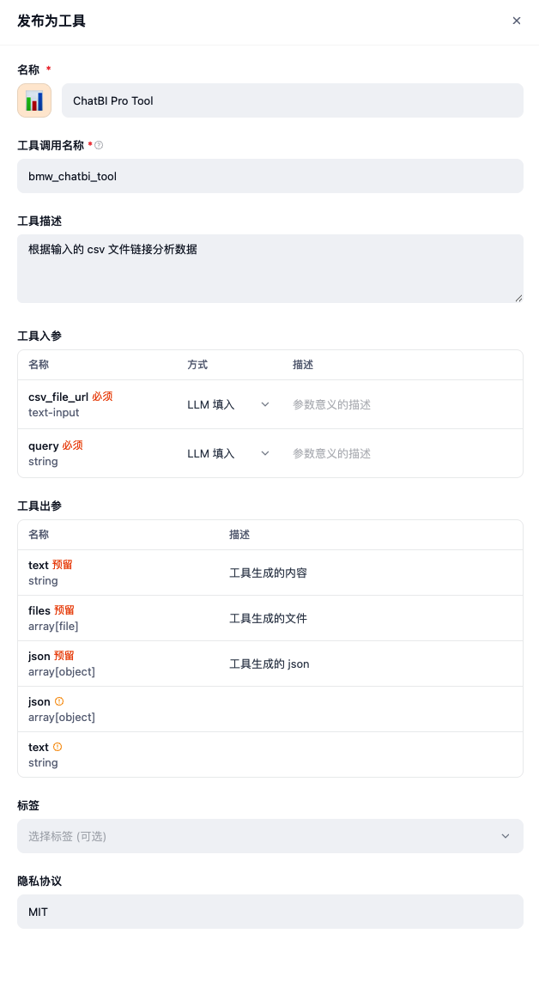 发布为工具
名称 *
ChatBI Pro Tool
工具调用名称 *
bmw_chatbi_tool
工具描述
根据输入的 csv 文件链接分析数据
工具入参
名称 方式 描述
csv_file_url 必须
text-input
LLM 填入
参数意义的描述
query 必须
string
LLM 填入
参数意义的描述
工具出参
名称 描述
text 预留
string
工具生成的内容
files 预留
array[file]
工具生成的文件
json 预留
array[object]
工具生成的 json
json
array[object]
text
string
标签
选择标签 (可选)
隐私协议
MIT